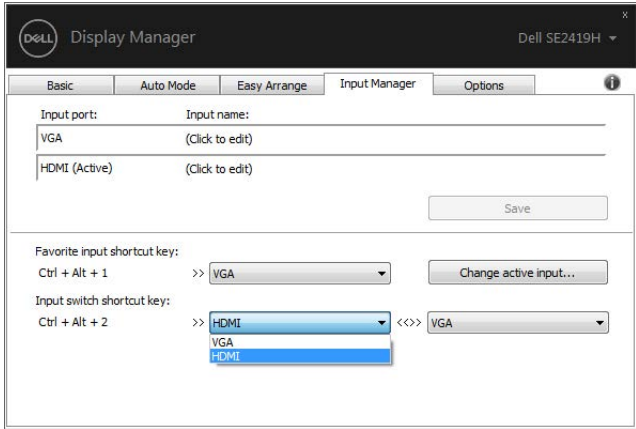 x
DELL Display Manager Dell SE2419H
Basic Auto Mode Easy Arrange Input Manager Options i
Input port: Input name:
VGA (Click to edit)
HDMI (Active) (Click to edit)
Save
Favorite input shortcut key:
Ctrl + Alt + 1 >> VGA Change active input...
Input switch shortcut key:
Ctrl + Alt + 2 >> HDMI <<>> VGA
VGA
HDMI